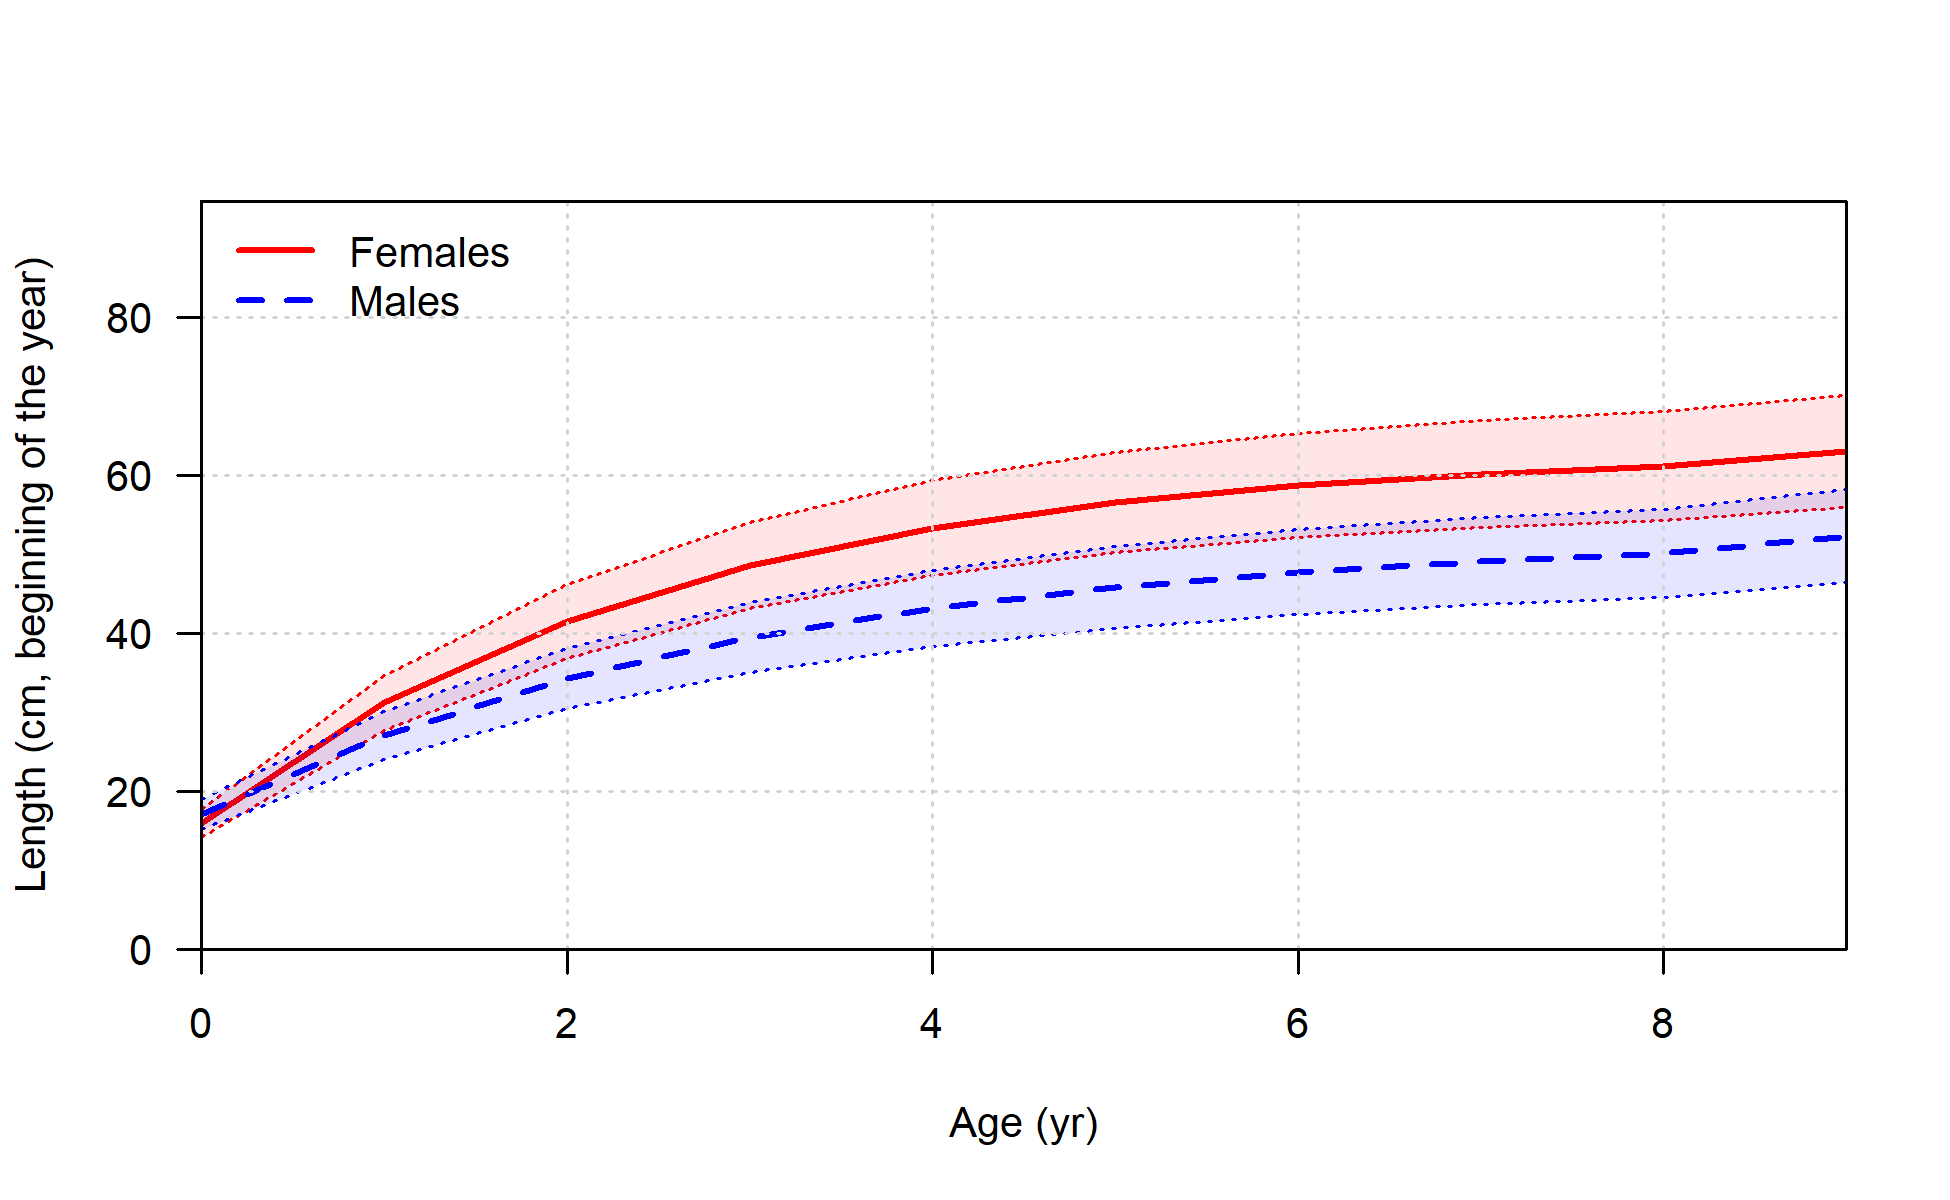 Females
Males
Length (cm, beginning of the year)
80
60
40
20
0
0 2 4 6 8
Age (yr)